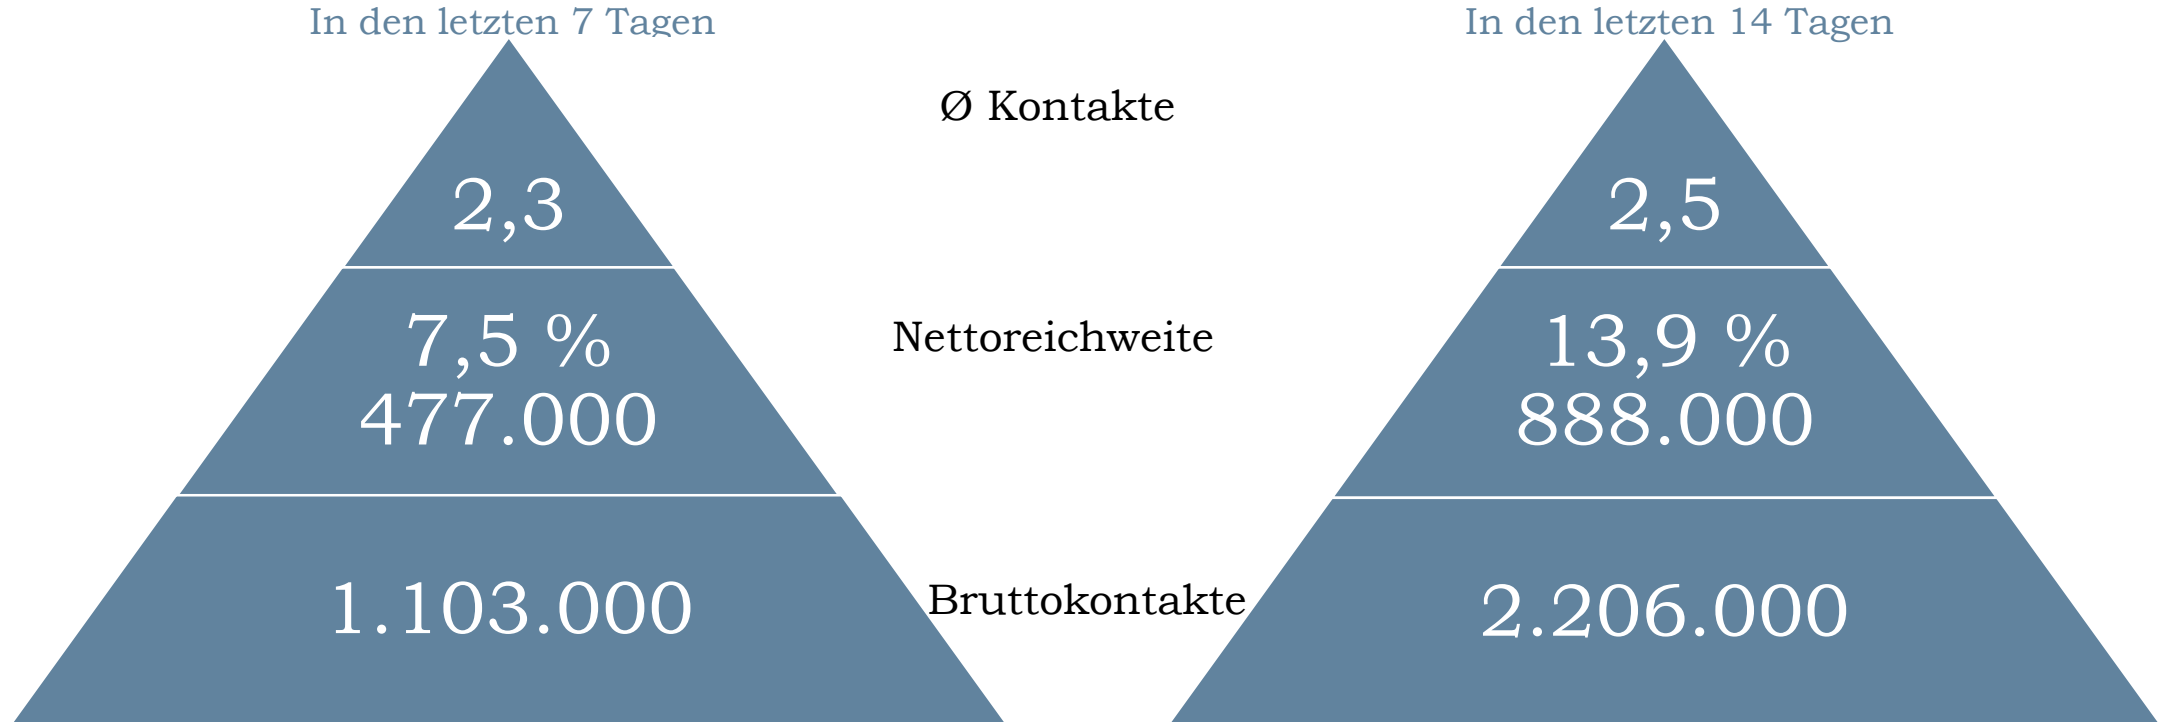 In den letzten 7 Tagen
2,3
7,5 %
477.000
1.103.000
Ø Kontakte
Nettoreichweite
Bruttokontakte
In den letzten 14 Tagen
2,5
13,9 %
888.000
2.206.000